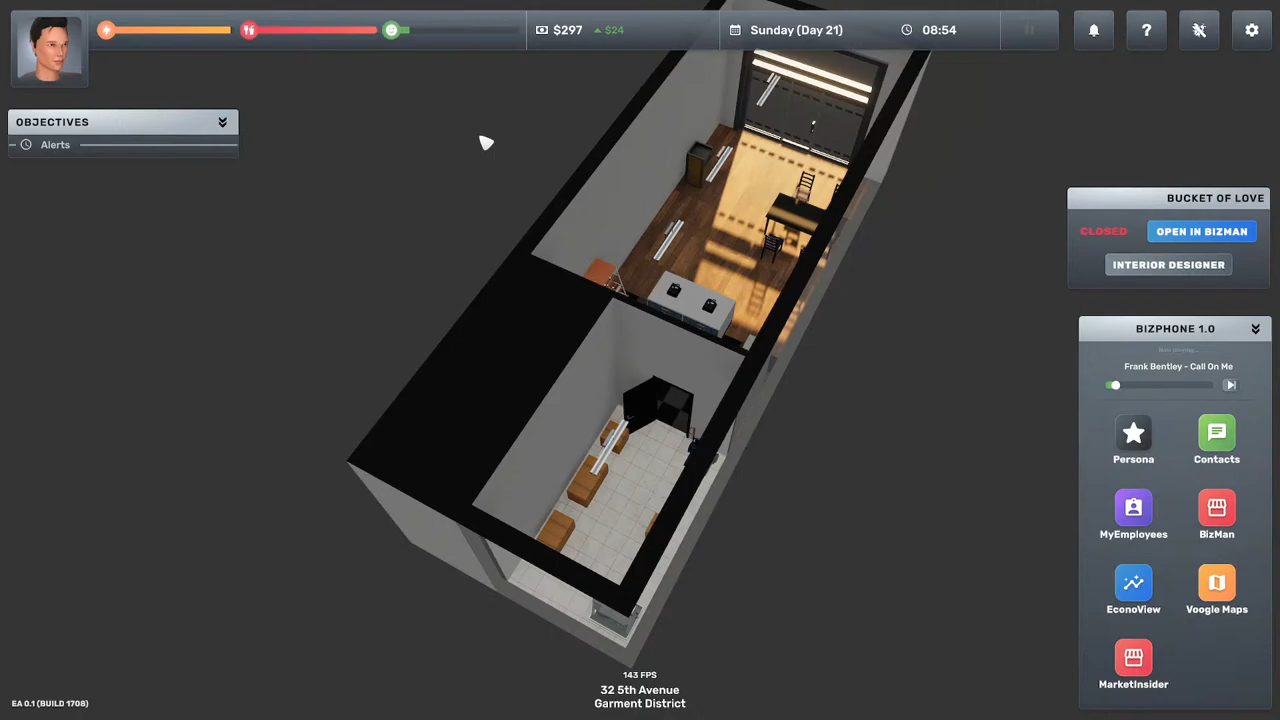 $297
$24
Sunday (Day 21)
08:54
?
OBJECTIVES
Alerts
BUCKET OF LOVE
CLOSED
OPEN IN BIZMAN
INTERIOR DESIGNER
BIZPHONE 1.0
Now playing...
Frank Bentley - Call On Me
Persona
Contacts
MyEmployees
BizMan
EconoView
Voogle Maps
MarketInsider
143 FPS
32 5th Avenue
Garment District
EA 0.1 (BUILD 1708)